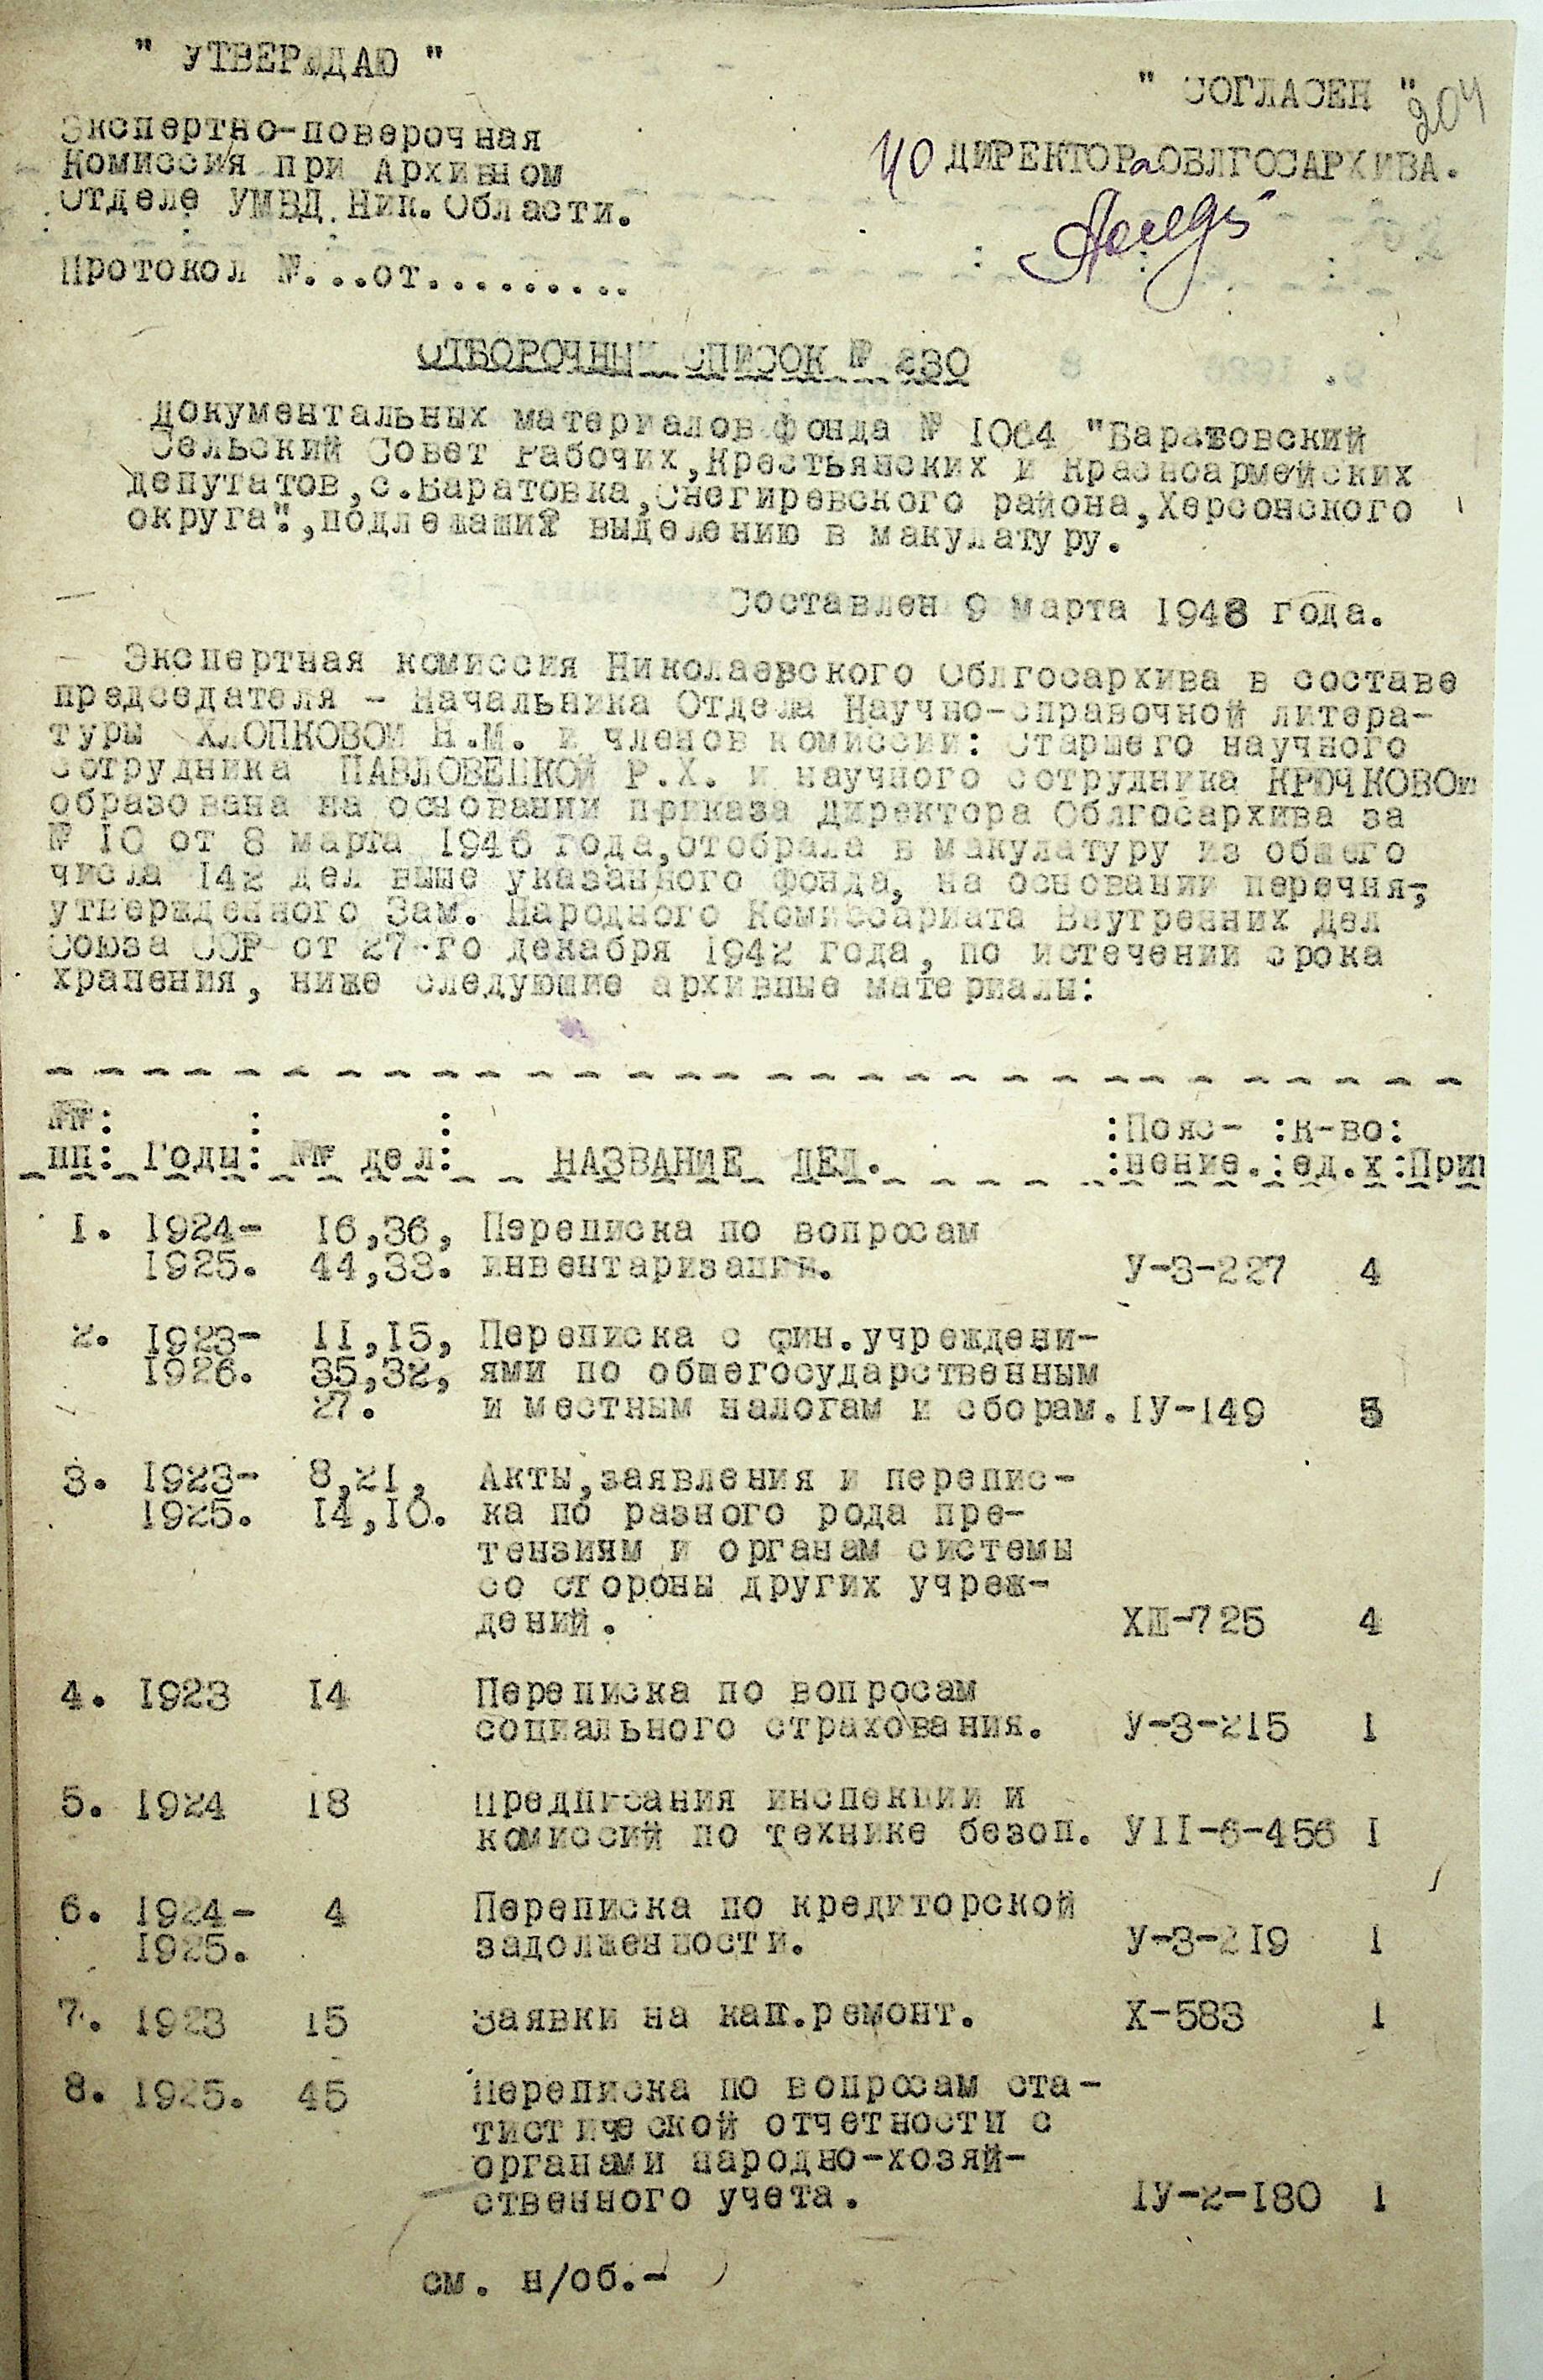 " УТВЕРЖДАЮ "
" СОГЛАСЕН "
204
Экспертно-поверочная
Комиссия при Архивном
Отделе УМВД Ник.Области.
ИО ДИРЕКТОРа ОБЛГОСАРХИВА.
Протокол №...от.........
ОТБОРОЧНЫЙ СПИСОК № 230
документальных материалов фонда № 1064 "Баратовский
Сельский Совет Рабочих,Крестьянских и Красноармейских
депутатов,с.Баратовка,Снегиревского района,Херсонского
округа",подлежащих выделению в макулатуру.
Составлен 9 марта 1948 года.
Экспертная комиссия Николаевского Облгосархива в составе
председателя - Начальника Отдела Научно-справочной литера-
туры ХЛОПКОВОЙ Н.М. и членов комиссии: Старшего научного
сотрудника ПАВЛОВЕЦКОЙ Р.Х. и научного сотрудника КРЮЧКОВОЙ
образована на основании приказа Директора Облгосархива за
№ 10 от 8 марта 1946 года,отобрала в макулатуру из общего
числа 142 дел выше указанного фонда, на основании перечня,
утвержденного Зам. Народного Комиссариата Внутренних дел
Союза ССР от 27-го декабря 1942 года, по истечении срока
хранения, ниже следующие архивные материалы:
№№: : : :Пояс- :К-во:
пп: Годы: №№ дел: НАЗВАНИЕ ДЕЛ. :нение.:ед.х:Прим
1. 1924- 16,36, Переписка по вопросам
1925. 44,33. инвентаризации. У-3-227 4
2. 1923- 11,15, Переписка с фин.учреждени-
1926. 35,32, ями по общегосударственным
27. и местным налогам и сборам. 1У-149 5
3. 1923- 8,21, Акты,заявления и перепис-
1925. 14,10. ка по разного рода пре-
тензиям и органам системы
со стороны других учреж-
дений. ХШ-725 4
4. 1923 14 Переписка по вопросам
социального страхования. У-3-215 1
5. 1924 18 Предписания инспекции и
комиссий по технике безоп. У11-6-456 1
6. 1924- 4 Переписка по кредиторской
1925. задолженности. У-3-219 1
7. 1923 15 Заявки на кап.ремонт. Х-583 1
8. 1925. 45 Переписка по вопросам ста-
тистической отчетности с
органами народно-хозяй-
ственного учета. 1У-2-180 1
см. н/об.-